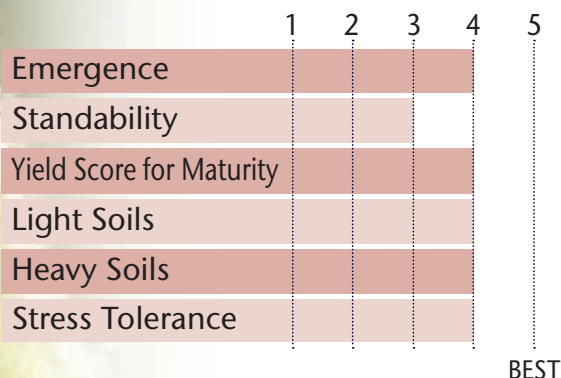 1 2 3 4 5
Emergence
Standability
Yield Score for Maturity
Light Soils
Heavy Soils
Stress Tolerance
BEST